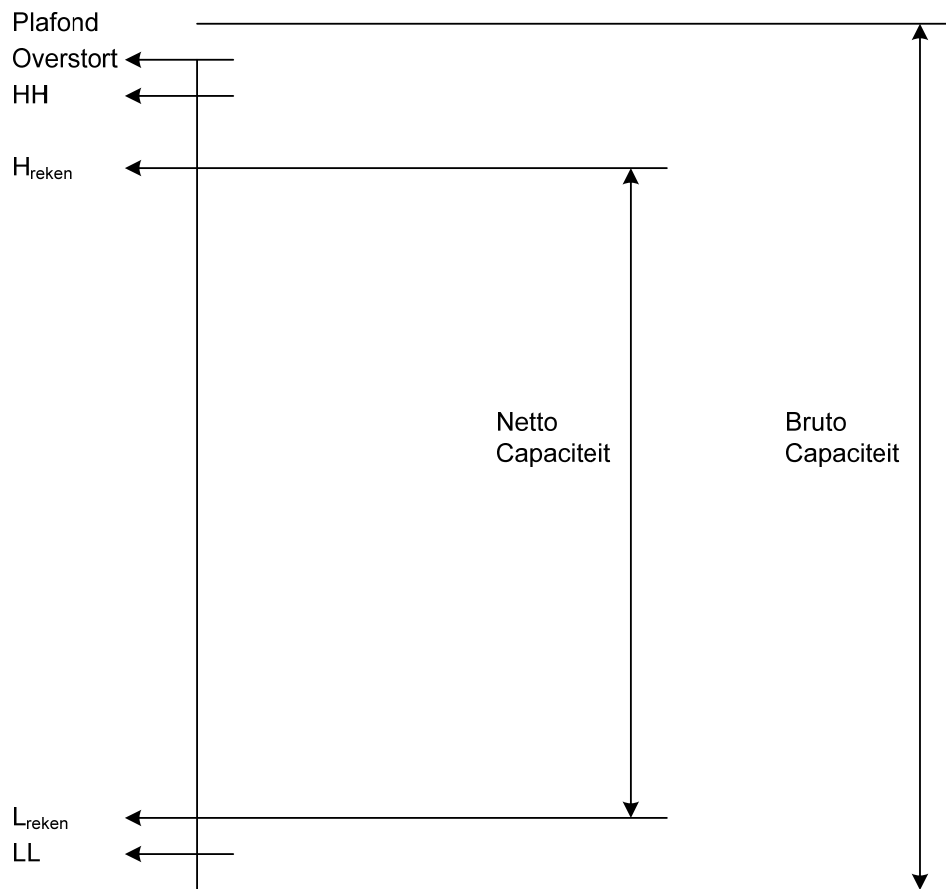 Plafond
Overstort
HH
Hreken
Netto
Capaciteit
Bruto
Capaciteit
Lreken
LL